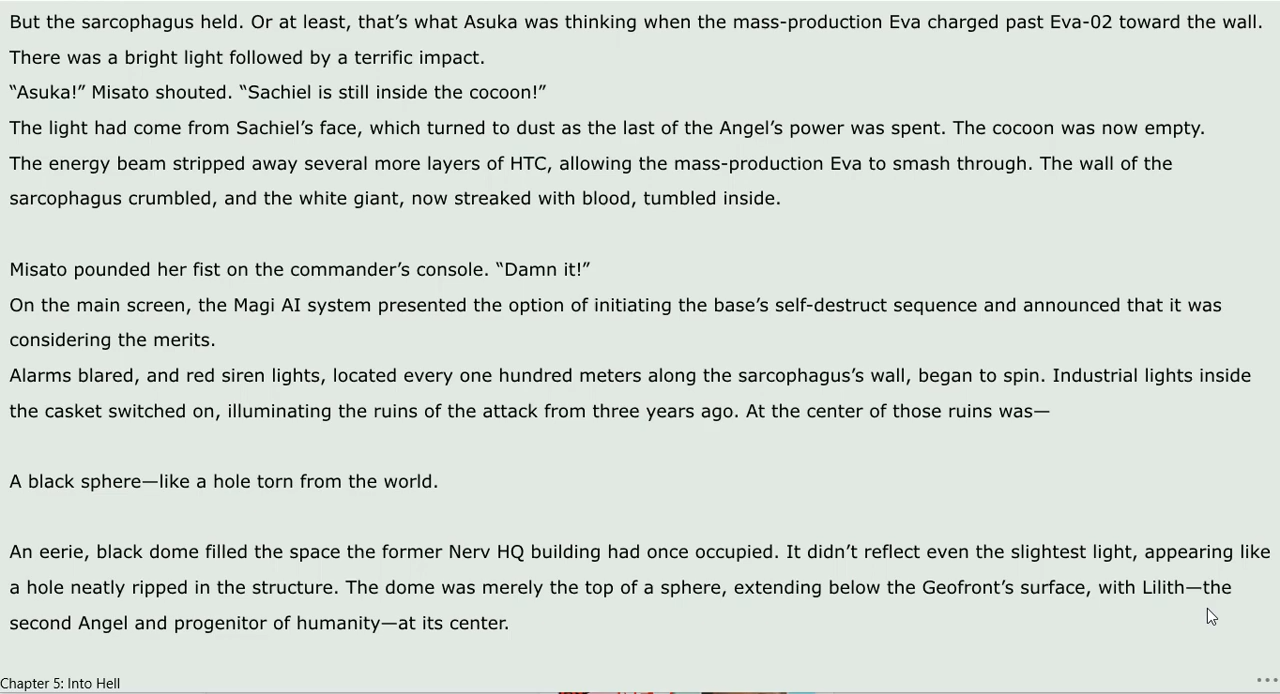 But the sarcophagus held. Or at least, that’s what Asuka was thinking when the mass-production Eva charged past Eva-02 toward the wall.
There was a bright light followed by a terrific impact.
“Asuka!” Misato shouted. “Sachiel is still inside the cocoon!”
The light had come from Sachiel’s face, which turned to dust as the last of the Angel’s power was spent. The cocoon was now empty.
The energy beam stripped away several more layers of HTC, allowing the mass-production Eva to smash through. The wall of the
sarcophagus crumbled, and the white giant, now streaked with blood, tumbled inside.
Misato pounded her fist on the commander’s console. “Damn it!”
On the main screen, the Magi AI system presented the option of initiating the base’s self-destruct sequence and announced that it was
considering the merits.
Alarms blared, and red siren lights, located every one hundred meters along the sarcophagus’s wall, began to spin. Industrial lights inside
the casket switched on, illuminating the ruins of the attack from three years ago. At the center of those ruins was—
A black sphere—like a hole torn from the world.
An eerie, black dome filled the space the former Nerv HQ building had once occupied. It didn’t reflect even the slightest light, appearing like
a hole neatly ripped in the structure. The dome was merely the top of a sphere, extending below the Geofront’s surface, with Lilith—the
second Angel and progenitor of humanity—at its center.
Chapter 5: Into Hell